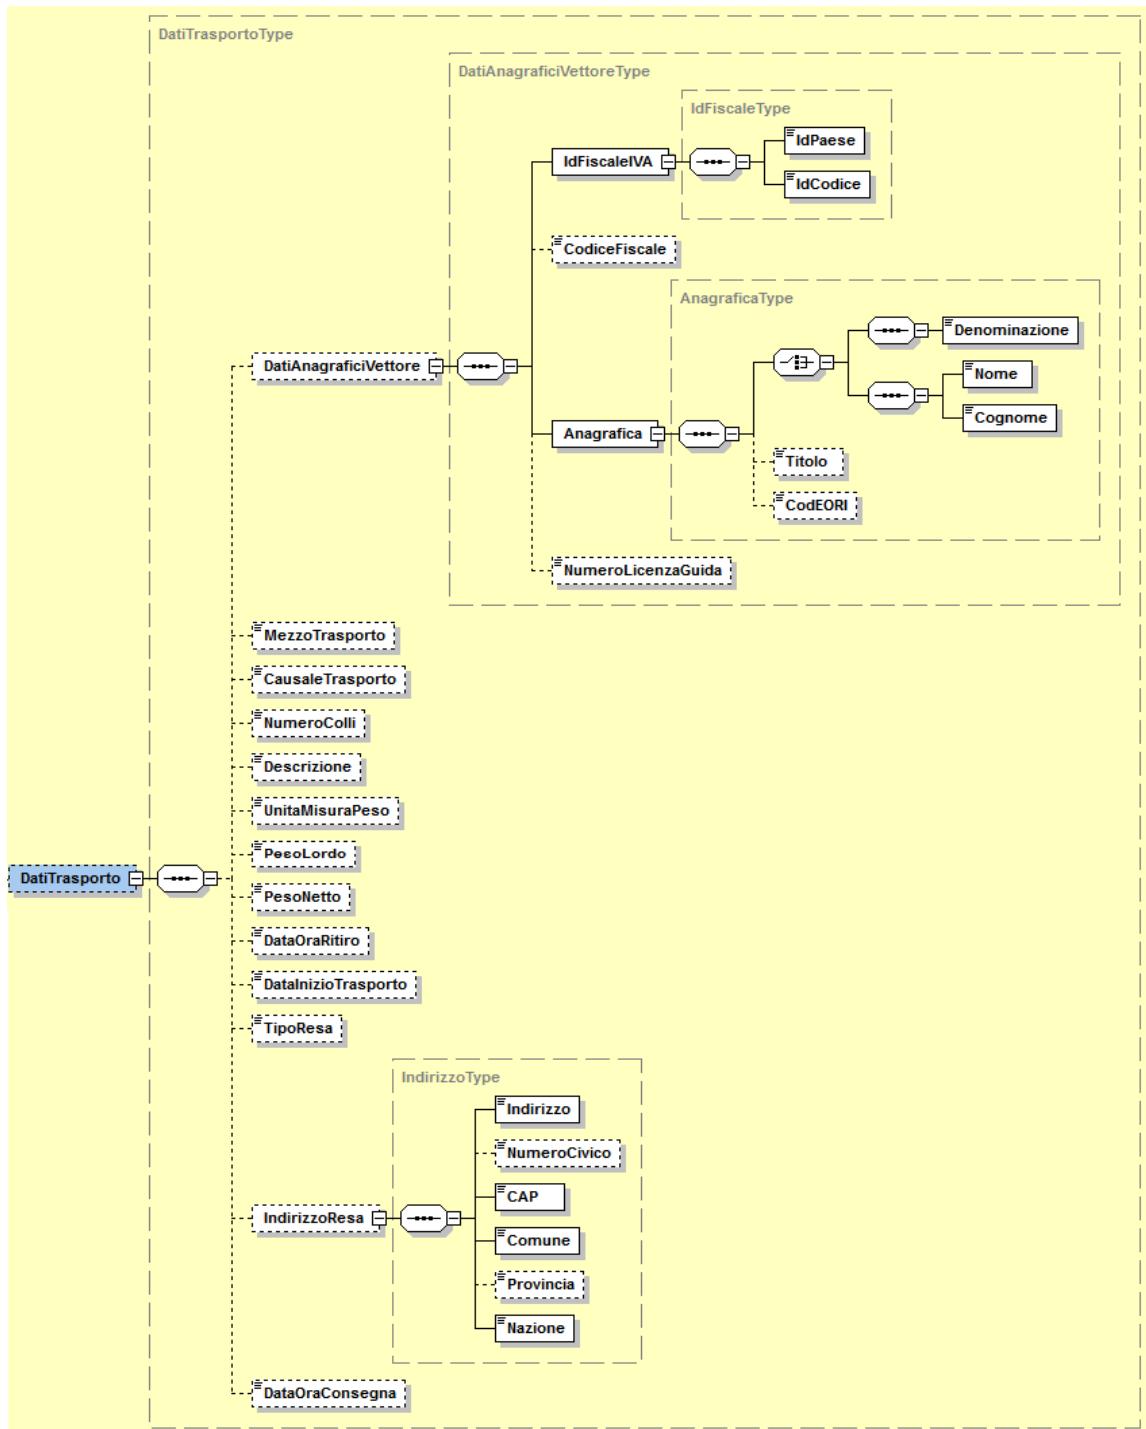 DatiTrasportoType
DatiAnagraficiVettoreType
IdFiscaleType
IdPaese
IdFiscaleIVA
IdCodice
CodiceFiscale
AnagraficaType
Denominazione
DatiAnagraficiVettore
Nome
Cognome
Anagrafica
Titolo
CodEORI
NumeroLicenzaGuida
MezzoTrasporto
CausaleTrasporto
NumeroColli
Descrizione
UnitaMisuraPeso
PesoLordo
DatiTrasporto
PesoNetto
DataOraRitiro
DataInizioTrasporto
TipoResa
IndirizzoType
Indirizzo
NumeroCivico
CAP
IndirizzoResa
Comune
Provincia
Nazione
DataOraConsegna